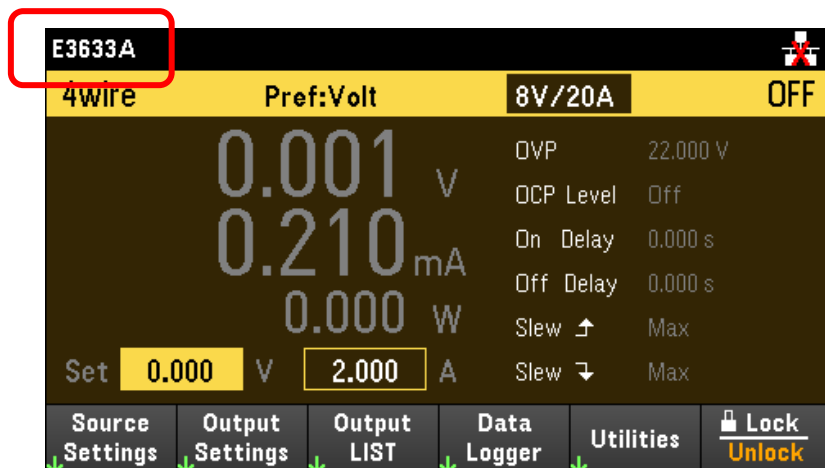 E3633A
4wire Pref:Volt 8V/20A OFF
0.001 V
0.210 mA
0.000 W
Set 0.000 V 2.000 A
OVP 22.000 V
OCP Level Off
On Delay 0.000 s
Off Delay 0.000 s
Slew Max
Slew Max
Source Settings
Output Settings
Output LIST
Data Logger
Utilities
Lock
Unlock